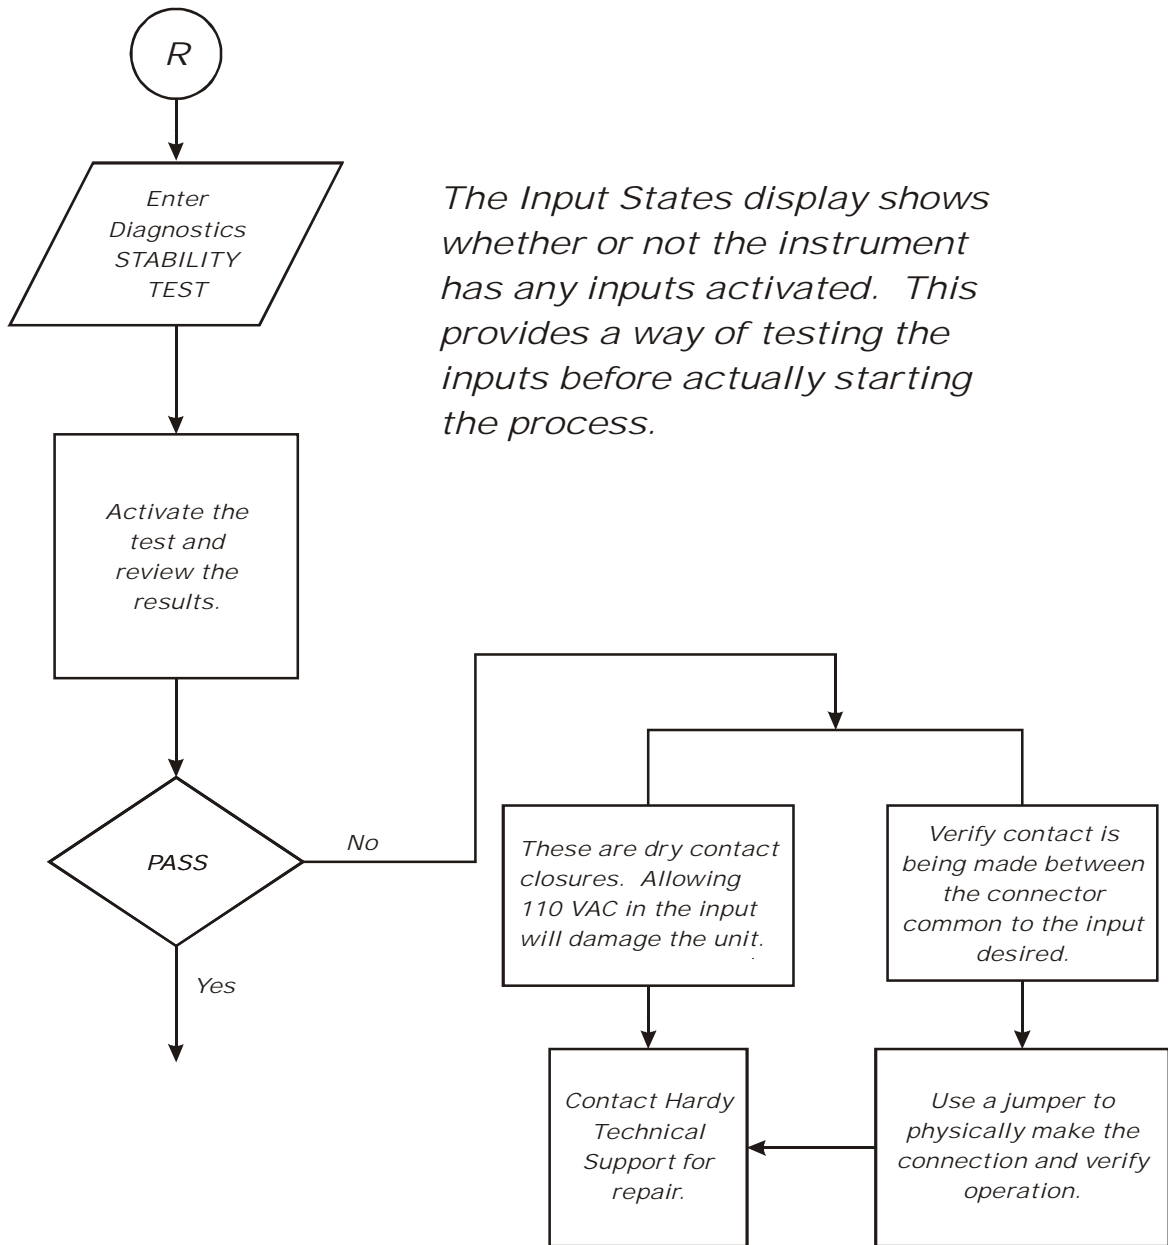 R
Enter
Diagnostics
STABILITY
TEST
The Input States display shows
whether or not the instrument
has any inputs activated. This
provides a way of testing the
inputs before actually starting
the process.
Activate the
test and
review the
results.
PASS
No
Yes
These are dry contact
closures. Allowing
110 VAC in the input
will damage the unit.
.
Verify contact is
being made between
the connector
common to the input
desired.
Contact Hardy
Technical
Support for
repair.
Use a jumper to
physically make the
connection and verify
operation.